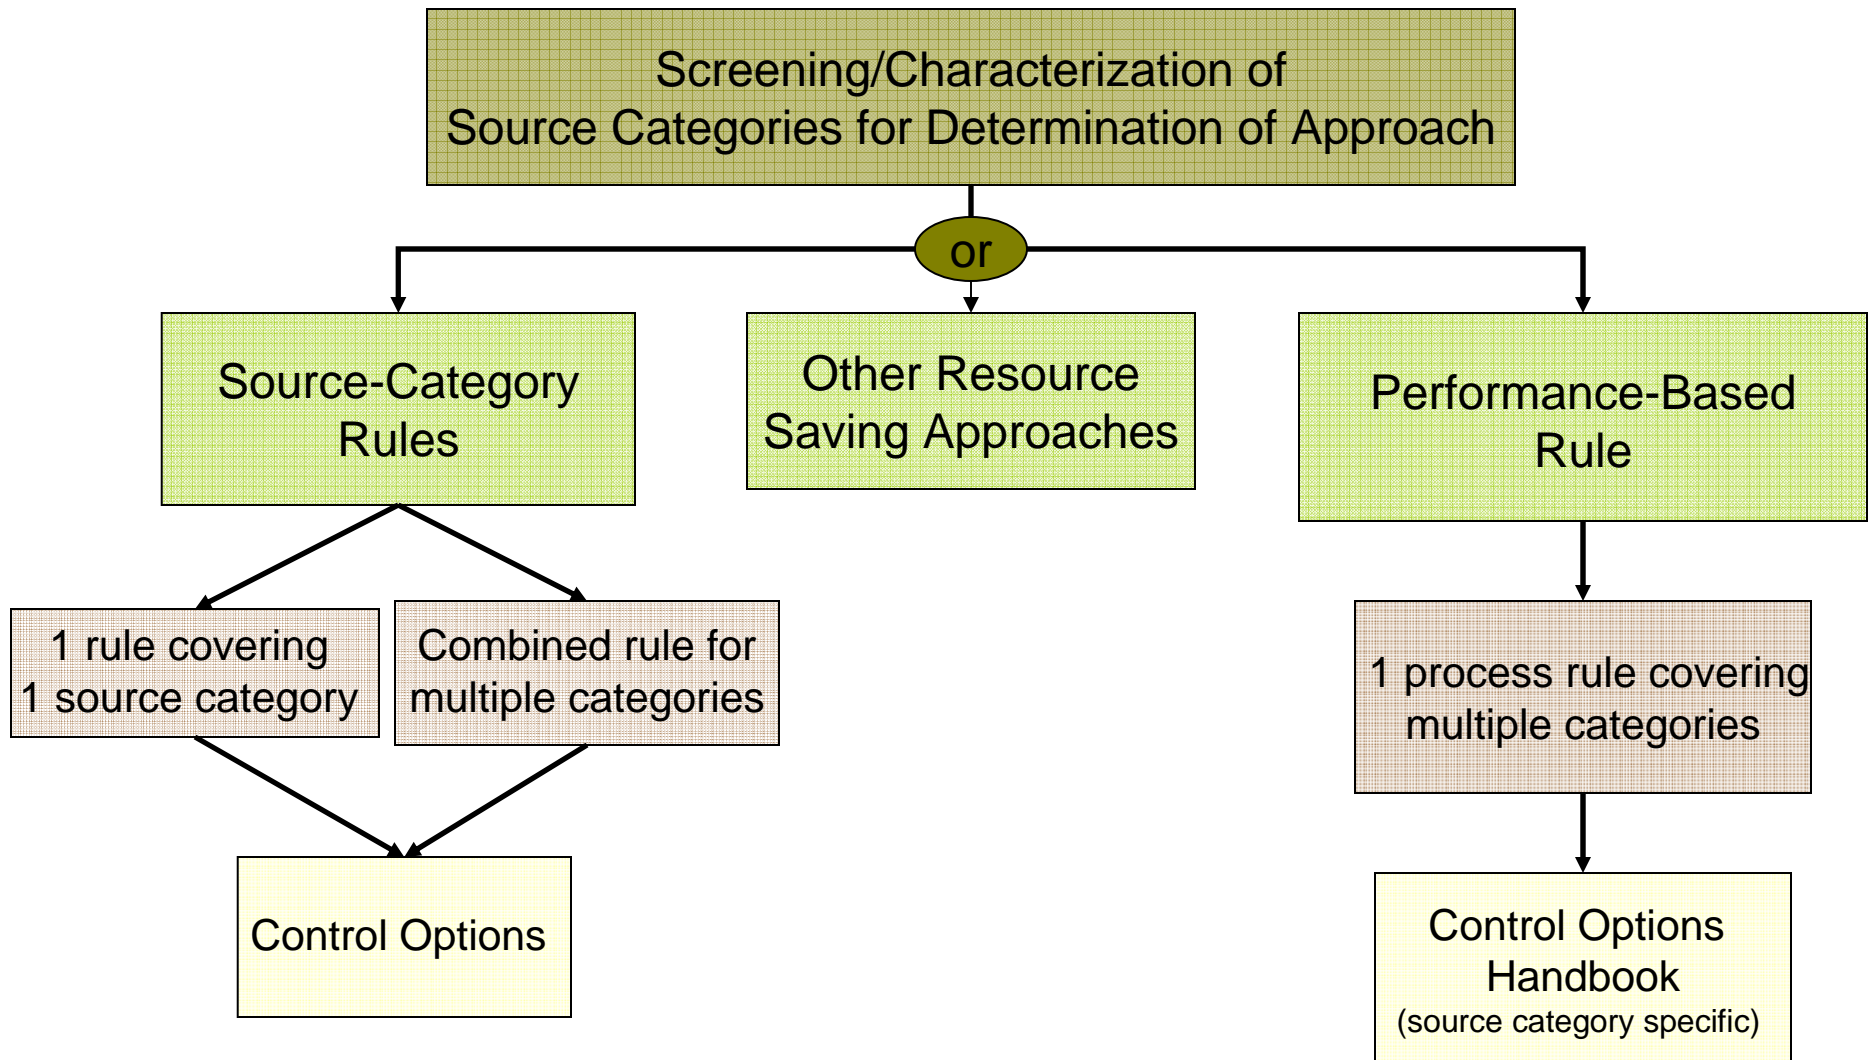 Screening/Characterization of
Source Categories for Determination of Approach
or
Source-Category
Rules
Other Resource
Saving Approaches
Performance-Based
Rule
1 rule covering
1 source category
Combined rule for
multiple categories
1 process rule covering
multiple categories
Control Options
Control Options
Handbook
(source category specific)